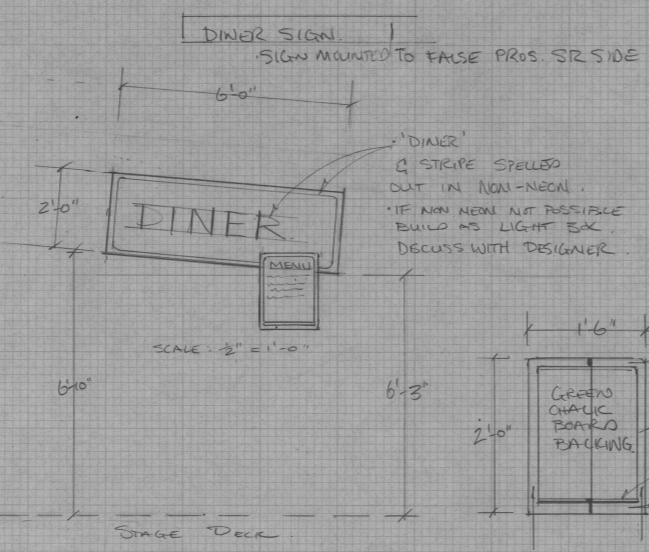 DINER SIGN.
·SIGN MOUNTED TO FALSE PROS. SR SIDE
6'-0"
·'DINER'
& STRIPE SPELLED
OUT IN NON-NEON.
·IF NON NEON NOT POSSIBLE
BUILD AS LIGHT BOX.
DISCUSS WITH DESIGNER.
2'-0"
DINER
MENU
SCALE: ½" = 1'-0"
6'-10"
6'-3"
1'-6"
2'-0"
GREEN
CHALK
BOARD
BACKING.
STAGE DECK.